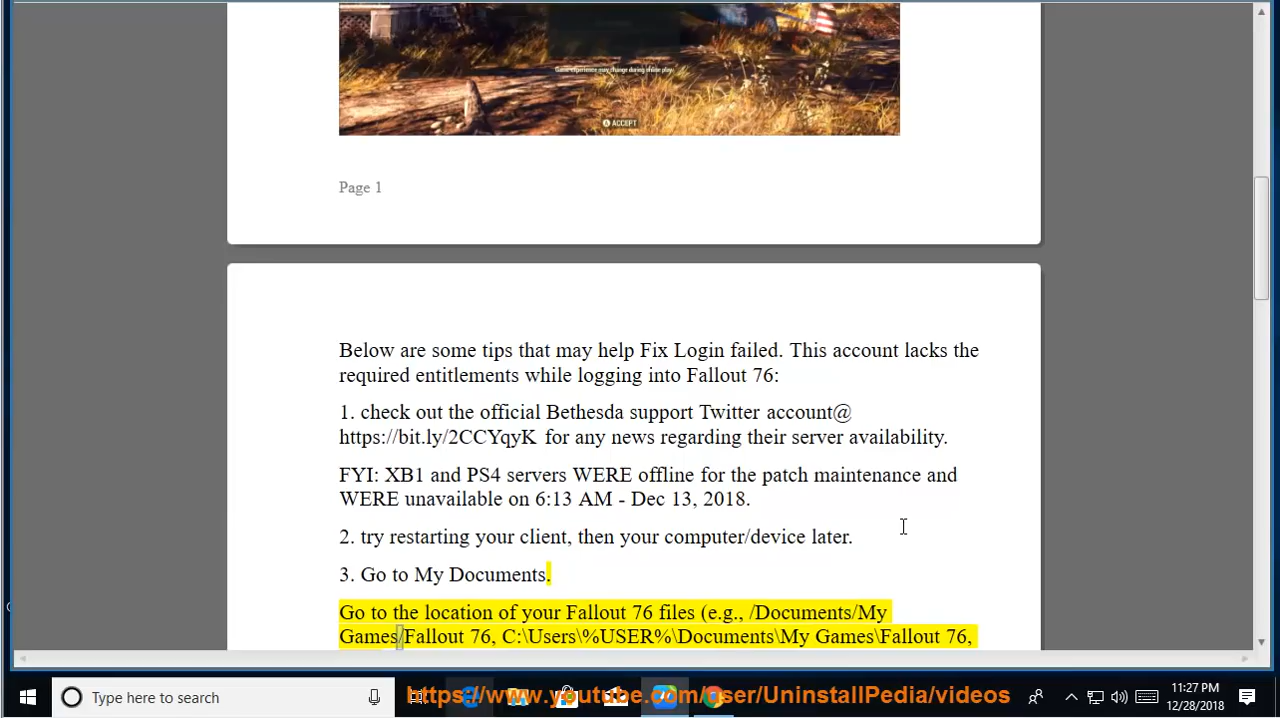 Game experience may change during online play.
ACCEPT
Page 1
Below are some tips that may help Fix Login failed. This account lacks the
required entitlements while logging into Fallout 76:
1. check out the official Bethesda support Twitter account@
https://bit.ly/2CCYqyK for any news regarding their server availability.
FYI: XB1 and PS4 servers WERE offline for the patch maintenance and
WERE unavailable on 6:13 AM - Dec 13, 2018.
2. try restarting your client, then your computer/device later.
3. Go to My Documents.
Go to the location of your Fallout 76 files (e.g., /Documents/My
Games/Fallout 76, C:\Users\%USER%\Documents\My Games\Fallout 76,
Type here to search
https://www.youtube.com/user/UninstallPedia/videos
11:27 PM
12/28/2018